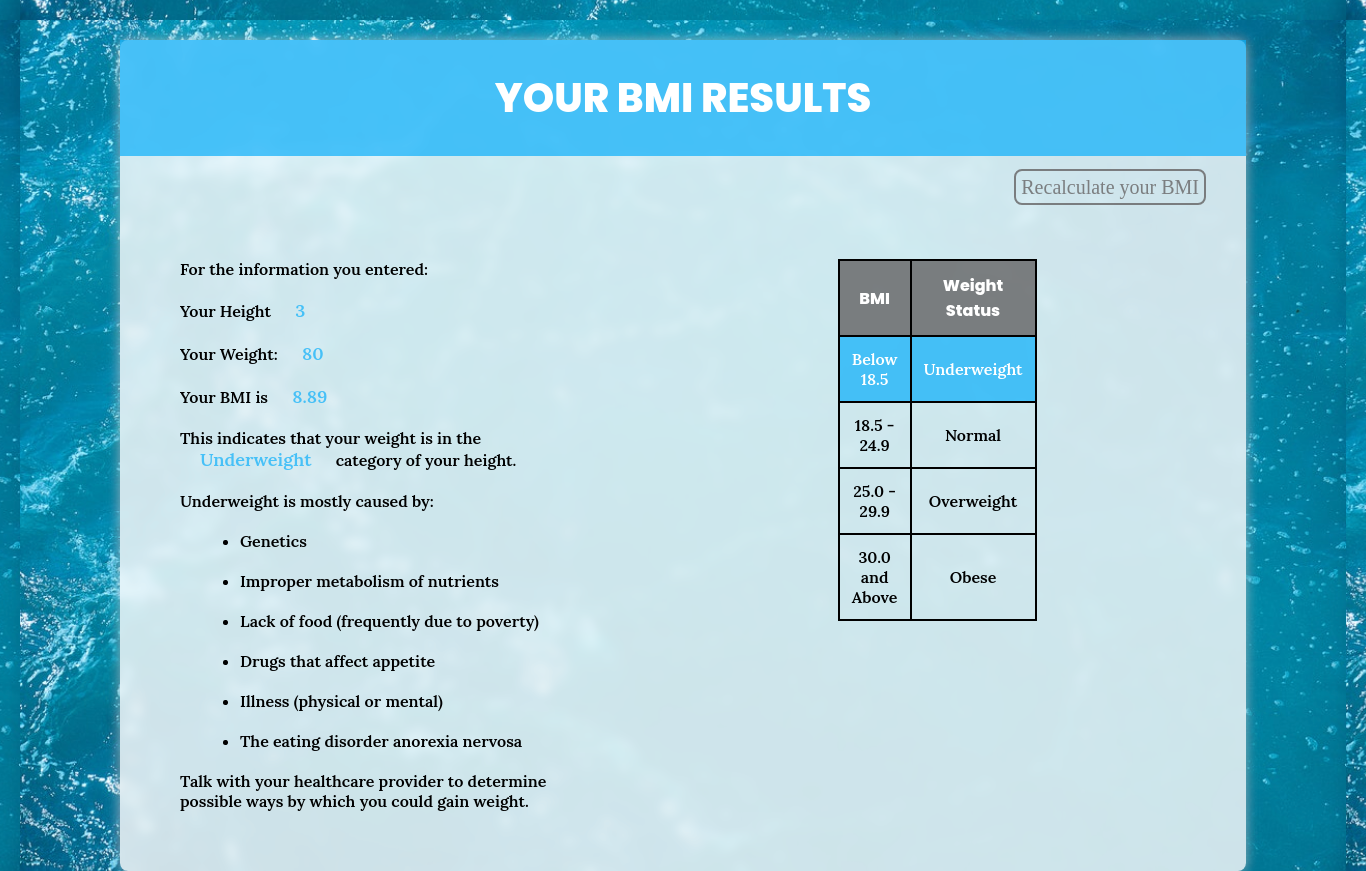 YOUR BMI RESULTS
Recalculate your BMI
For the information you entered:
Your Height 3
Your Weight: 80
Your BMI is 8.89
This indicates that your weight is in the
Underweight category of your height.
Underweight is mostly caused by:
• Genetics
• Improper metabolism of nutrients
• Lack of food (frequently due to poverty)
• Drugs that affect appetite
• Illness (physical or mental)
• The eating disorder anorexia nervosa
Talk with your healthcare provider to determine
possible ways by which you could gain weight.
BMI
Weight
Status
Below
18.5
Underweight
18.5 -
24.9
Normal
25.0 -
29.9
Overweight
30.0
and
Above
Obese